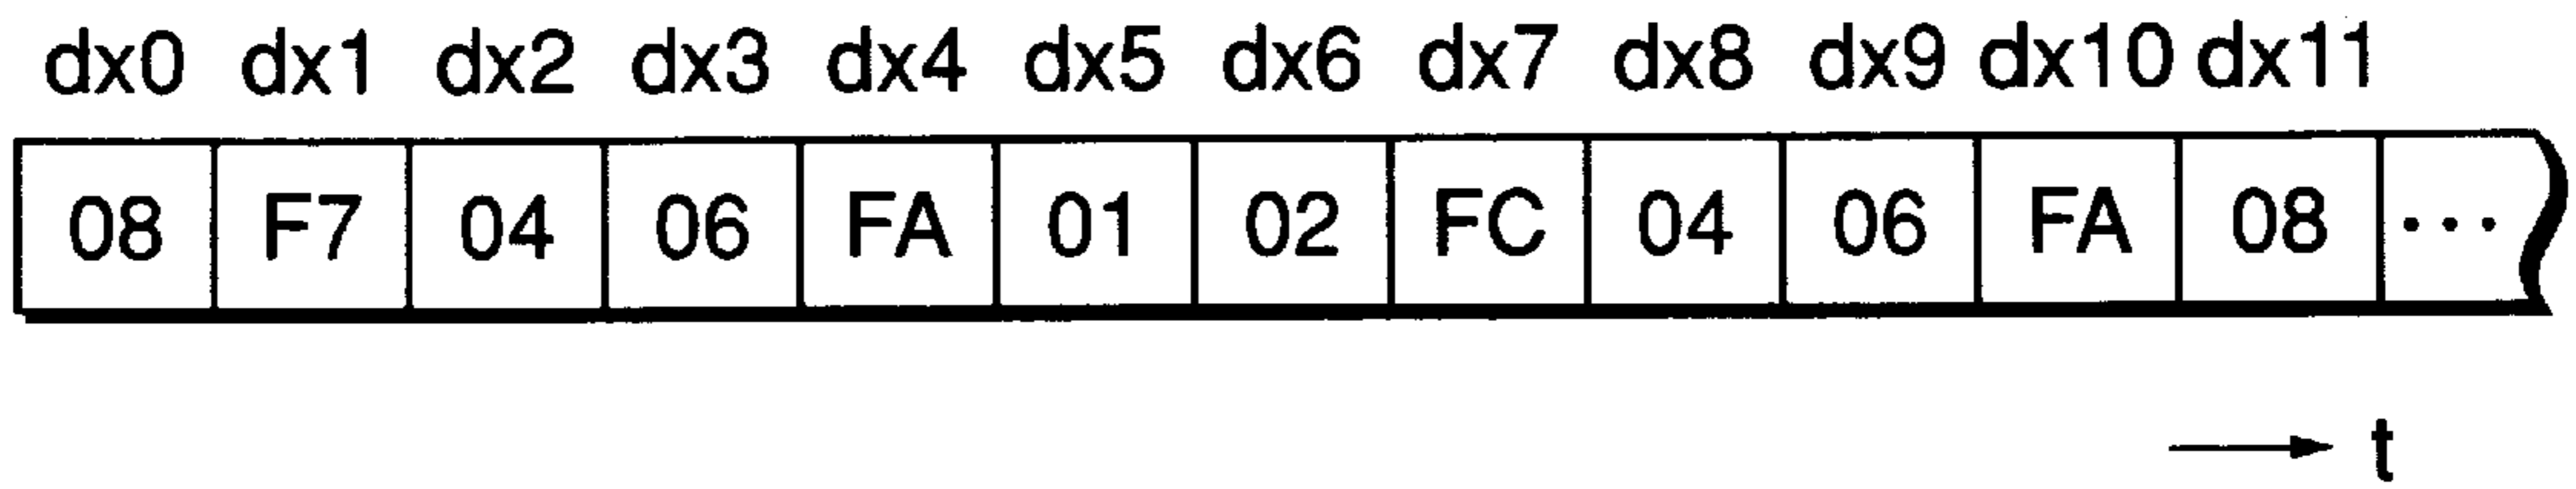 dx0 dx1 dx2 dx3 dx4 dx5 dx6 dx7 dx8 dx9 dx10 dx11
08 F7 04 06 FA 01 02 FC 04 06 FA 08 ...
t